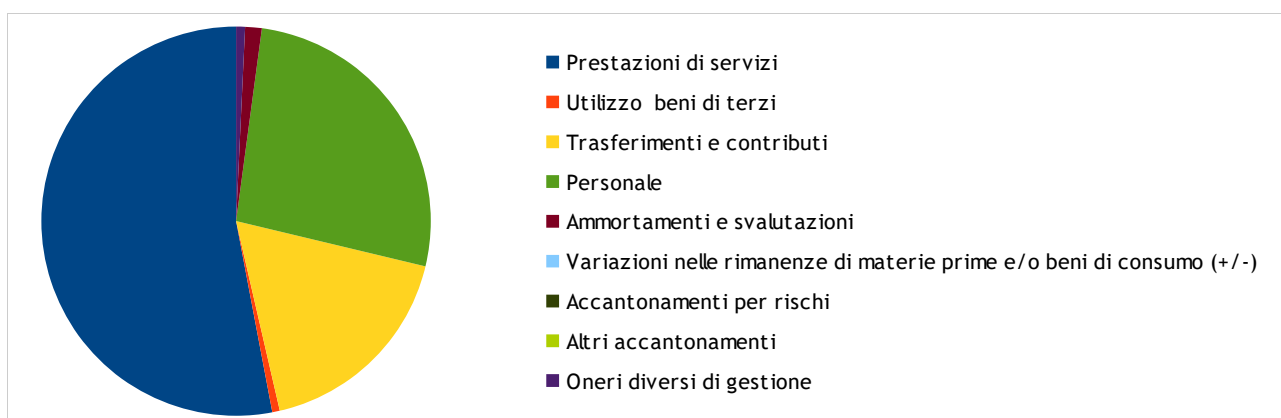 Prestazioni di servizi
Utilizzo beni di terzi
Trasferimenti e contributi
Personale
Ammortamenti e svalutazioni
Variazioni nelle rimanenze di materie prime e/o beni di consumo (+/-)
Accantonamenti per rischi
Altri accantonamenti
Oneri diversi di gestione